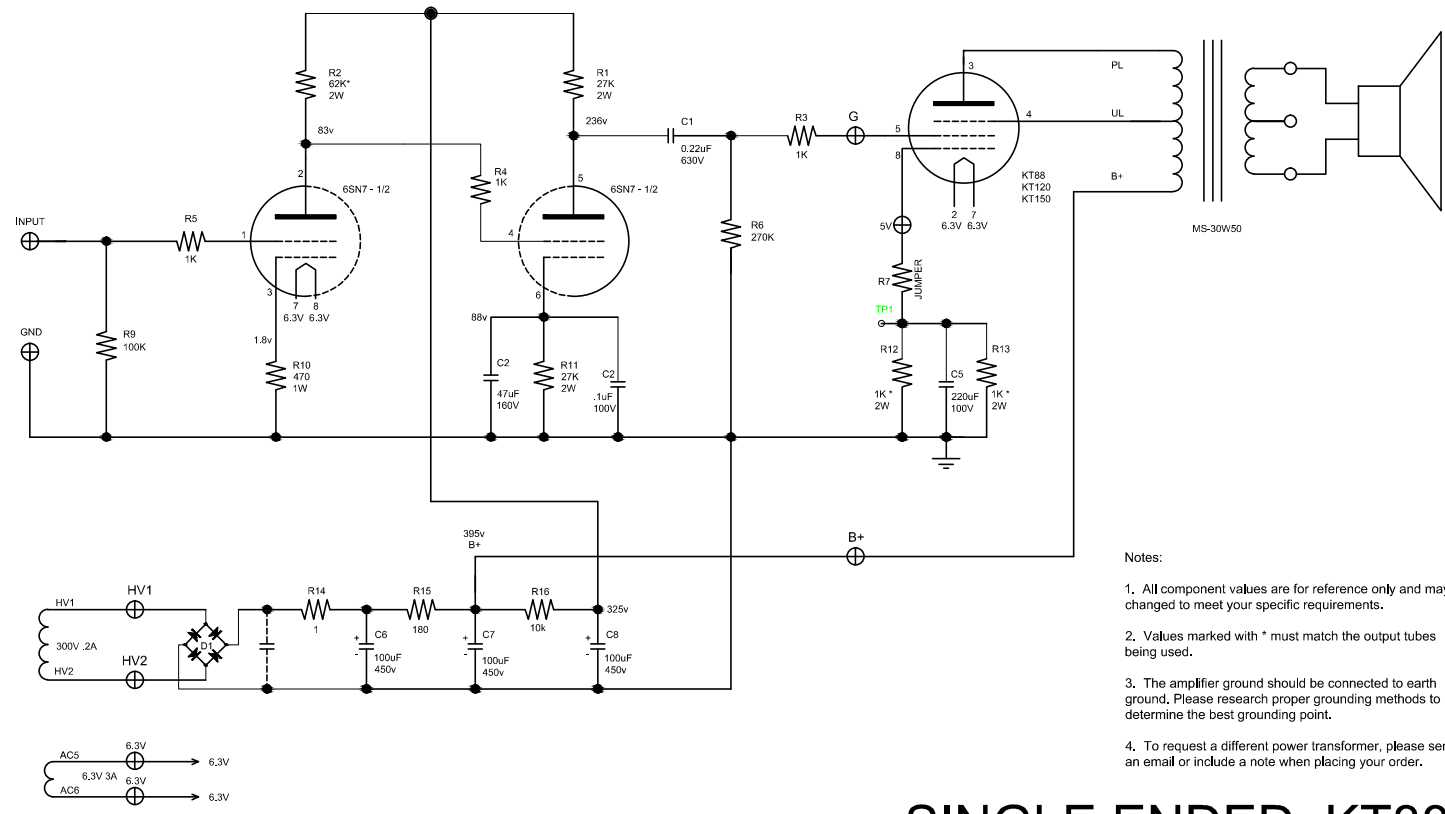 R2
62K*
2W
R1
27K
2W
83v
236v
C1
0.22uF
630V
R3
1K
G
3
PL
UL
B+
4
5
8
KT88
KT120
KT150
2 7
6.3V 6.3V
MS-30W50
2
6SN7 - 1/2
R4
1K
5
6SN7 - 1/2
INPUT
R5
1K
1
4
R6
270K
5V
3
7 8
6.3V 6.3V
6
R7
JUMPER
TP1
GND
R9
100K
1.8v
R10
470
1W
88v
C2
47uF
160V
R11
27K
2W
C2
.1uF
100V
R12
1K *
2W
C5
220uF
100V
R13
1K *
2W
395v
B+
B+
HV1
HV1
300V .2A
HV2
HV2
D1
R14
1
R15
180
R16
10k
325v
+
-
C6
100uF
450v
+
-
C7
100uF
450v
+
-
C8
100uF
450v
AC5
6.3V
6.3V
6.3V 3A
6.3V
AC6
6.3V
Notes:
1. All component values are for reference only and may
changed to meet your specific requirements.
2. Values marked with * must match the output tubes
being used.
3. The amplifier ground should be connected to earth
ground. Please research proper grounding methods to
determine the best grounding point.
4. To request a different power transformer, please
an email or include a note when placing your order.
SINGLE ENDED KT88